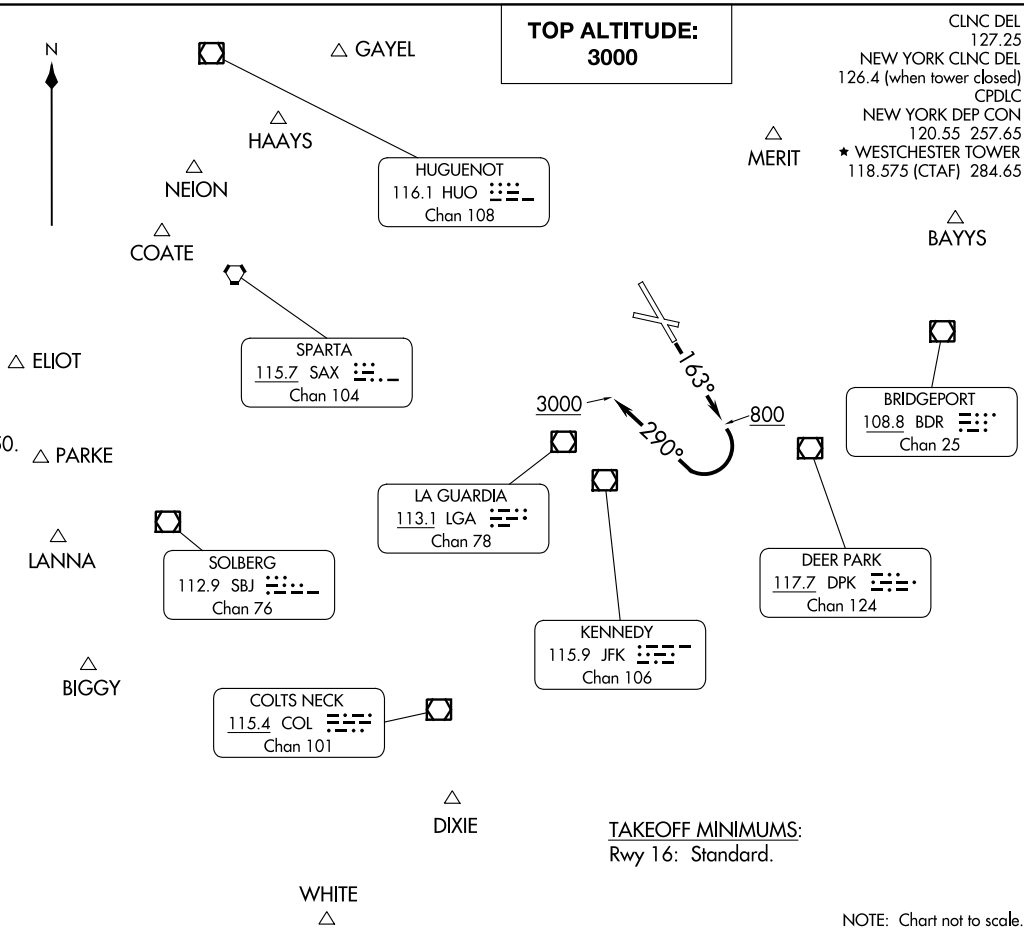 TOP ALTITUDE:
3000
CLNC DEL
127.25
NEW YORK CLNC DEL
126.4 (when tower closed)
CPDLC
NEW YORK DEP CON
120.55 257.65
★ WESTCHESTER TOWER
118.575 (CTAF) 284.65
N
GAYEL
HAAYS
MERIT
HUGUENOT
116.1 HUO
Chan 108
NEION
BAYYS
COATE
SPARTA
115.7 SAX
Chan 104
ELIOT
163°
3000
800
290°
BRIDGEPORT
108.8 BDR
Chan 25
0.
PARKE
LA GUARDIA
113.1 LGA
Chan 78
LANNA
SOLBERG
112.9 SBJ
Chan 76
DEER PARK
117.7 DPK
Chan 124
KENNEDY
115.9 JFK
Chan 106
BIGGY
COLTS NECK
115.4 COL
Chan 101
DIXIE
TAKEOFF MINIMUMS:
Rwy 16: Standard.
WHITE
NOTE: Chart not to scale.